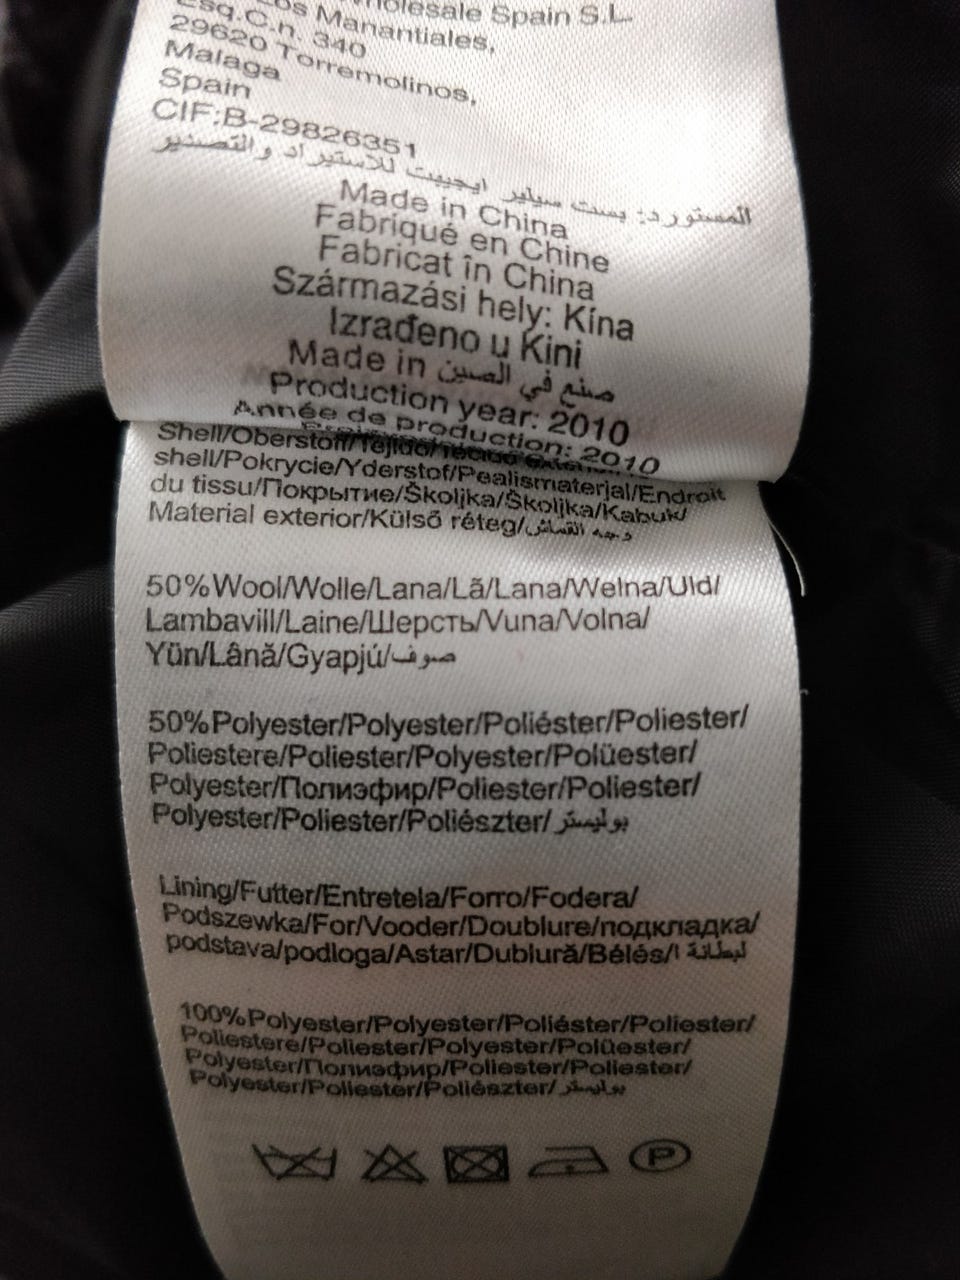 Wholesale Spain S.L.
Los Manantiales,
Esq.C.n. 340
29620 Torremolinos,
Malaga
Spain
CIF:B-29826351
المستورد: بست سيلير ايجيبت للاستيراد والتصدير
Made in China
Fabriqué en Chine
Fabricat în China
Származási hely: Kína
Izrađeno u Kini
Made in صنع في الصين
Production year: 2010
Année de production: 2010
Shell/Oberstoff/Tejido/Tecido
shell/Pokrycie/Yderstof/Pealismaterjal/Endroit
du tissu/Покрытие/Školjka/Školjka/Kabuk/
Material exterior/Külső réteg/وجه القماش
50%Wool/Wolle/Lana/Lã/Lana/Wełna/Uld/
Lambavill/Laine/Шерсть/Vuna/Volna/
Yün/Lână/Gyapjú/صوف
50%Polyester/Polyester/Poliéster/Poliester/
Poliestere/Poliester/Polyester/Polüester/
Polyester/Полиэфир/Poliester/Poliester/
Polyester/Poliester/Poliészter/بوليستر
Lining/Futter/Entretela/Forro/Fodera/
Podszewka/For/Vooder/Doublure/подкладка/
podstava/podloga/Astar/Dublură/Bélés/لبطانة ا
100%Polyester/Polyester/Poliéster/Poliester/
Poliestere/Poliester/Polyester/Polüester/
Polyester/Полиэфир/Poliester/Poliester/
Polyester/Poliester/Poliészter/بوليستر
P